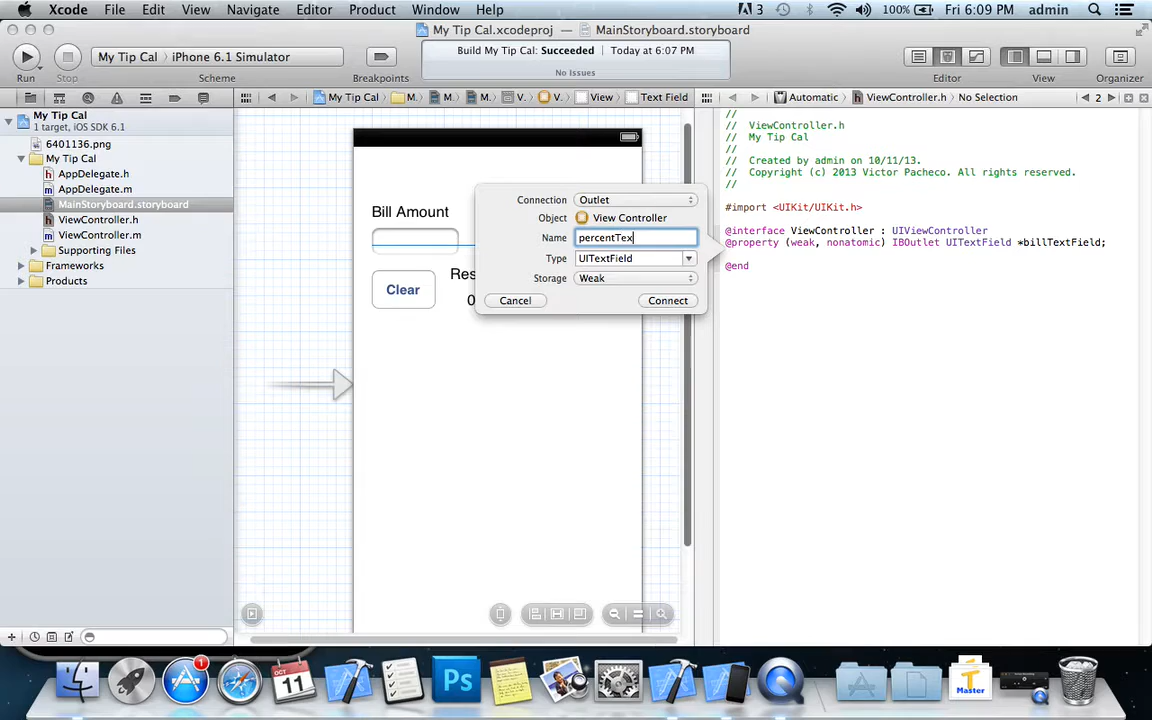 Xcode File Edit View Navigate Editor Product Window Help 3 100% Fri 6:09 PM admin
My Tip Cal.xcodeproj — MainStoryboard.storyboard
My Tip Cal iPhone 6.1 Simulator
Build My Tip Cal: Succeeded Today at 6:07 PM
No Issues
Run Stop Scheme Breakpoints Editor View Organizer
My Tip Cal M. M. M. V. V. View Text Field Automatic ViewController.h No Selection 2
My Tip Cal
1 target, iOS SDK 6.1
6401136.png
My Tip Cal
AppDelegate.h
AppDelegate.m
MainStoryboard.storyboard
ViewController.h
ViewController.m
Supporting Files
Frameworks
Products
Bill Amount
Clear
Res
0
Connection Outlet
Object View Controller
Name percentTex
Type UITextField
Storage Weak
Cancel Connect
//
// ViewController.h
// My Tip Cal
//
// Created by admin on 10/11/13.
// Copyright (c) 2013 Victor Pacheco. All rights reserved.
//
#import <UIKit/UIKit.h>
@interface ViewController : UIViewController
@property (weak, nonatomic) IBOutlet UITextField *billTextField;
@end
1
11
Ps
T
Master